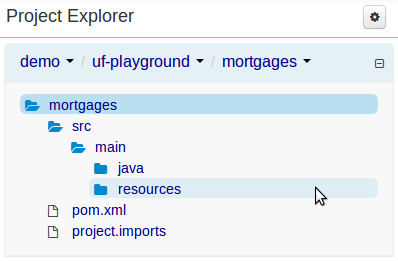 Project Explorer
demo / uf-playground / mortgages
mortgages
src
main
java
resources
pom.xml
project.imports